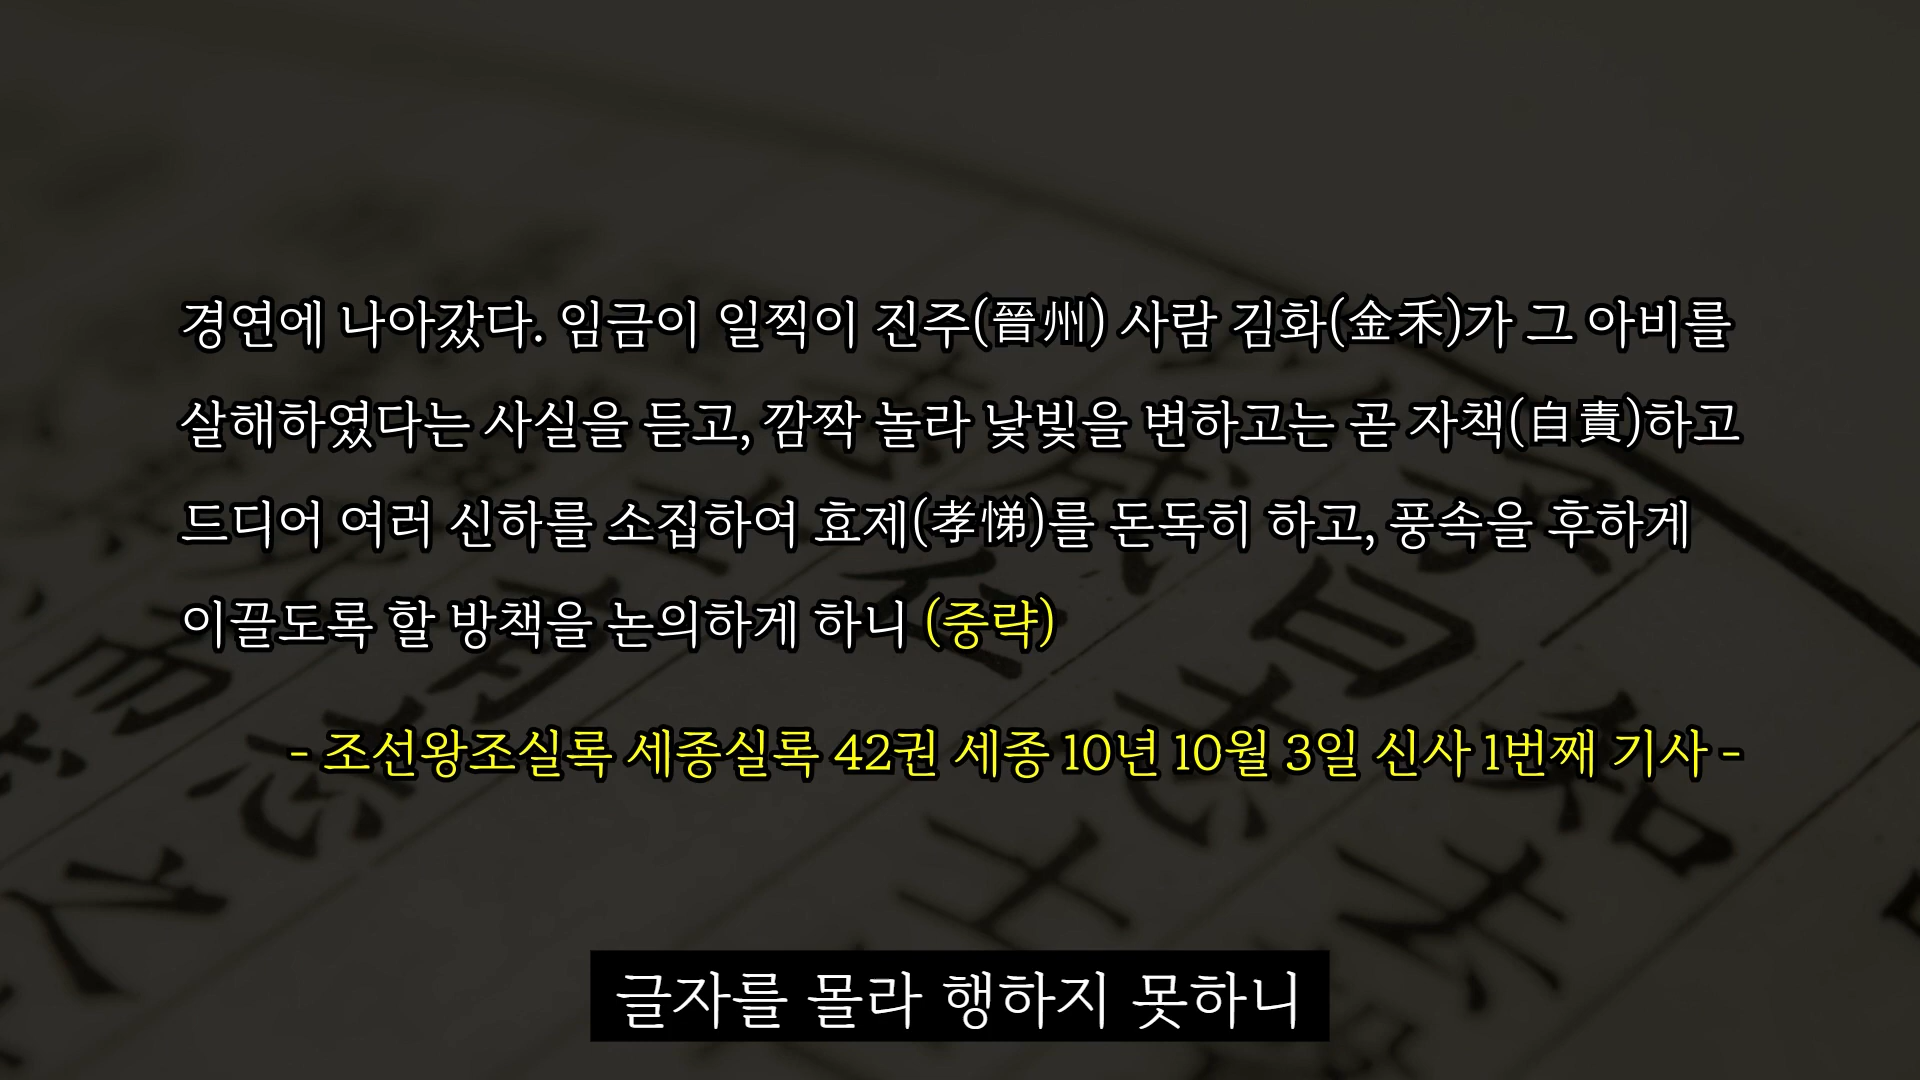 경연에 나아갔다. 임금이 일찍이 진주(晉州) 사람 김화(金禾)가 그 아비를
살해하였다는 사실을 듣고, 깜짝 놀라 낯빛을 변하고는 곧 자책(自責)하고
드디어 여러 신하를 소집하여 효제(孝悌)를 돈독히 하고, 풍속을 후하게
이끌도록 할 방책을 논의하게 하니 (중략)
- 조선왕조실록 세종실록 42권 세종 10년 10월 3일 신사 1번째 기사 -
글자를 몰라 행하지 못하니